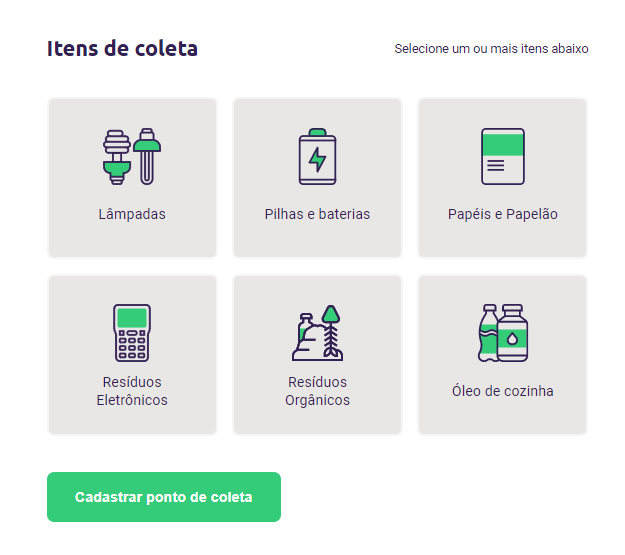 Itens de coleta
Selecione um ou mais itens abaixo
Lâmpadas
Pilhas e baterias
Papéis e Papelão
Resíduos
Eletrônicos
Resíduos
Orgânicos
Óleo de cozinha
Cadastrar ponto de coleta